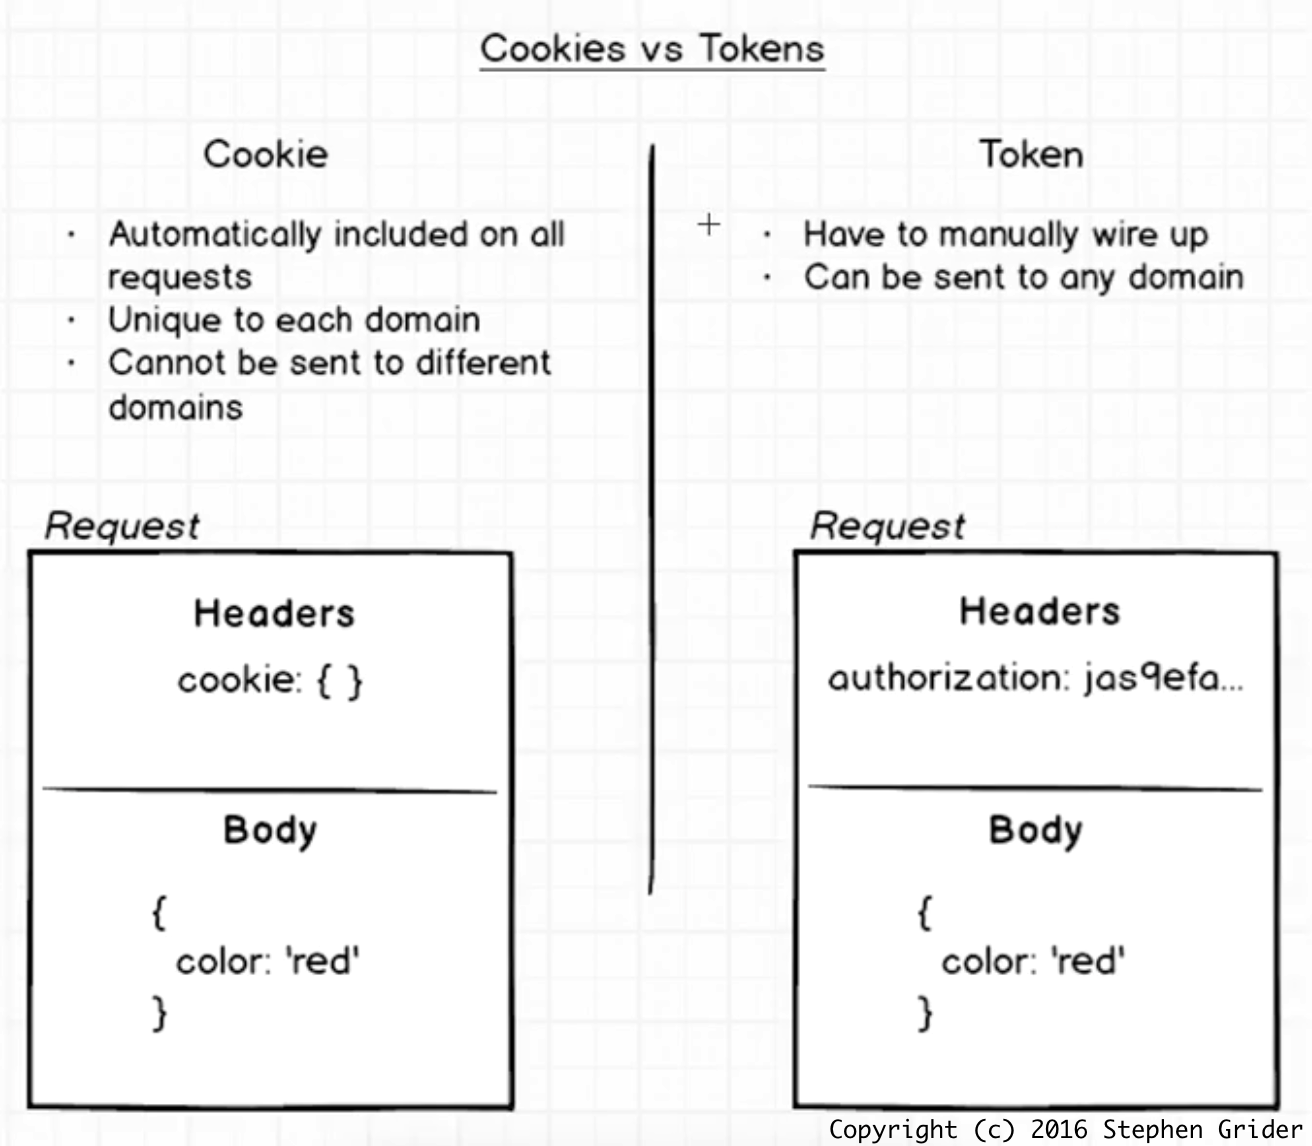 Cookies vs Tokens
Cookie
· Automatically included on all
requests
· Unique to each domain
· Cannot be sent to different
domains
Request
Headers
cookie: { }
Body
{
color: 'red'
}
Token
· Have to manually wire up
· Can be sent to any domain
Request
Headers
authorization: jas9efa...
Body
{
color: 'red'
}
Copyright (c) 2016 Stephen Grider